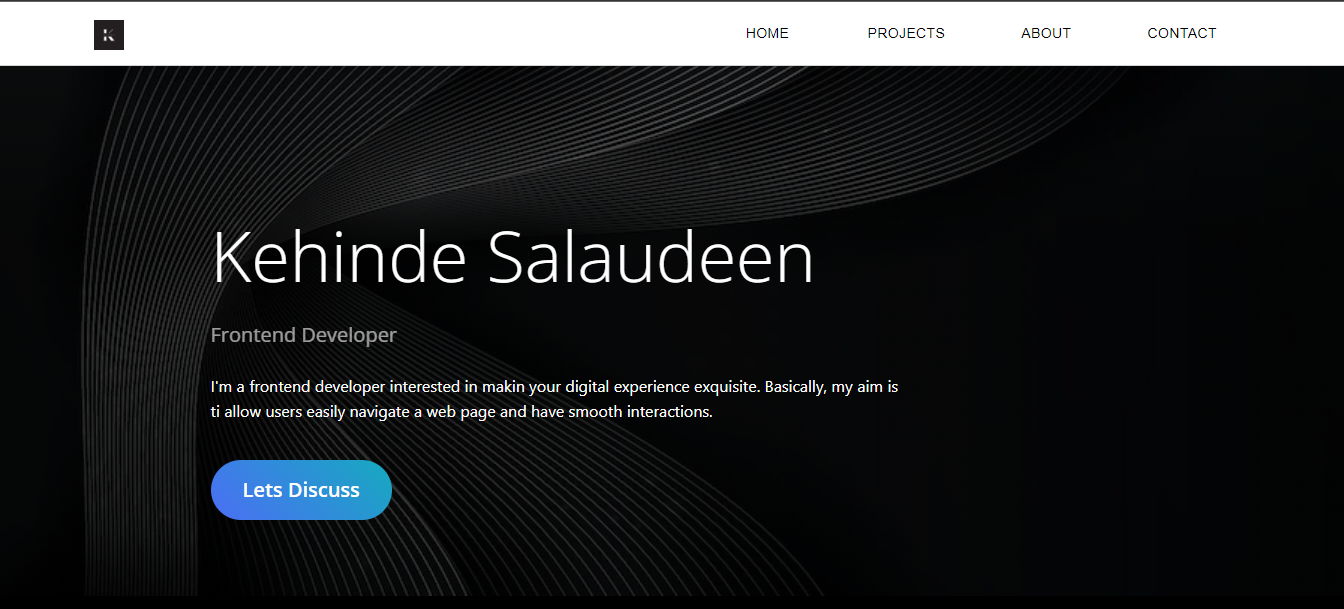 K
HOME PROJECTS ABOUT CONTACT
Kehinde Salaudeen
Frontend Developer
I'm a frontend developer interested in makin your digital experience exquisite. Basically, my aim is
ti allow users easily navigate a web page and have smooth interactions.
Lets Discuss